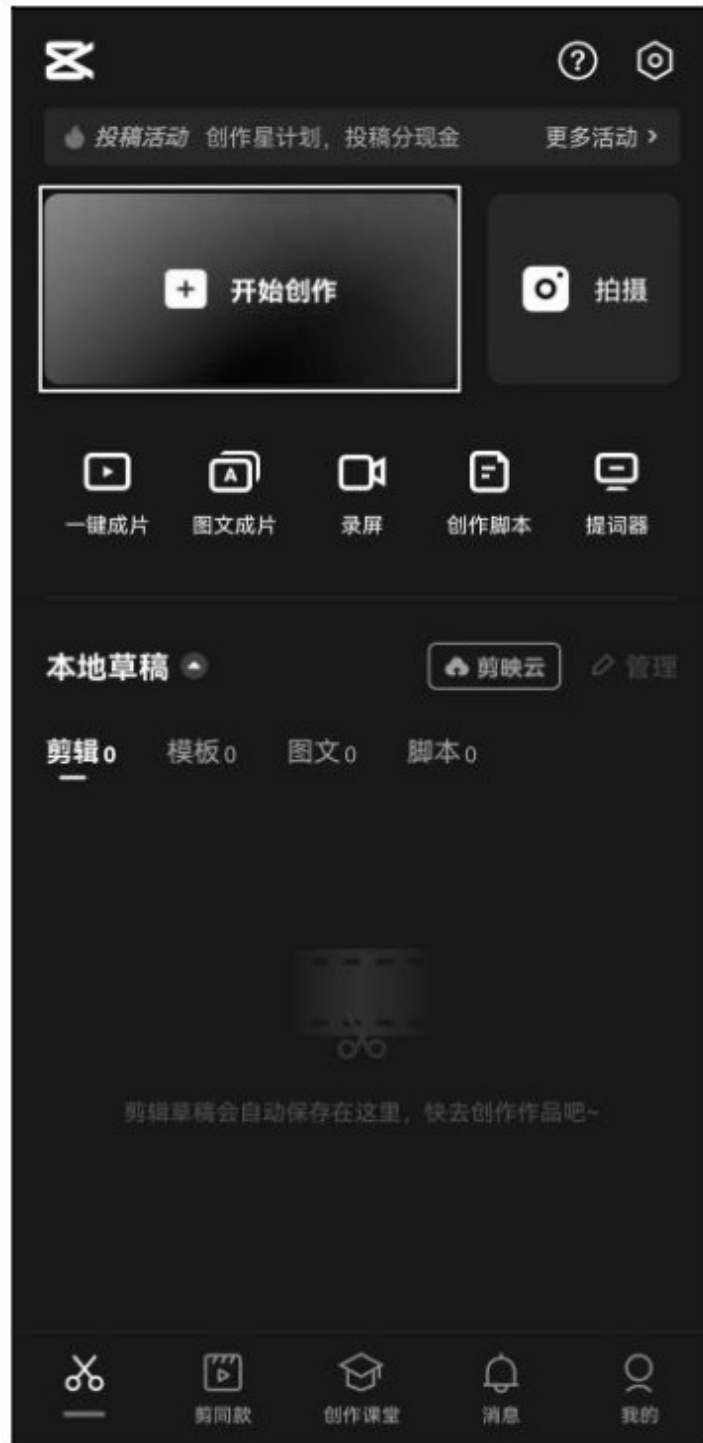 投稿活动 创作星计划，投稿分现金 更多活动 >
开始创作 拍摄
一键成片 图文成片 录屏 创作脚本 提词器
本地草稿 剪映云 管理
剪辑0 模板0 图文0 脚本0
剪辑草稿会自动保存在这里，快去创作作品吧~
剪同款 创作课堂 消息 我的